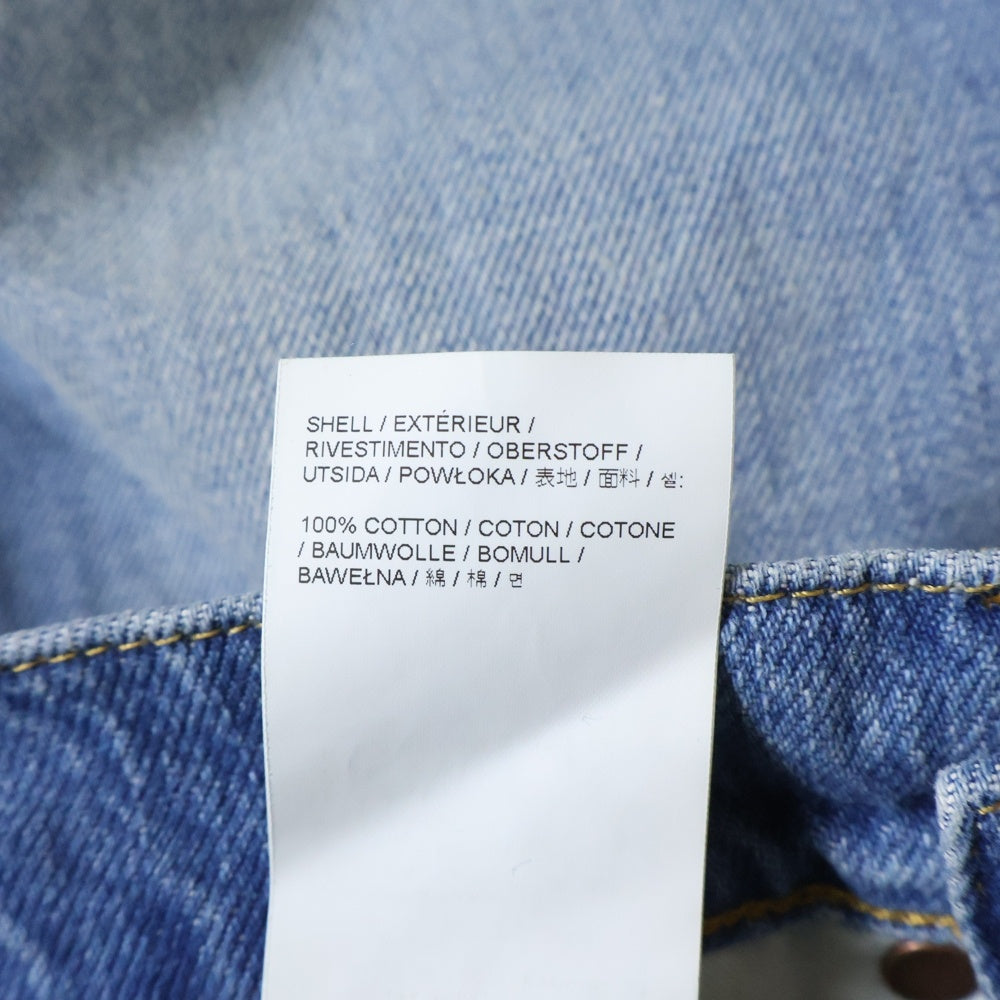 SHELL / EXTÉRIEUR /
RIVESTIMENTO / OBERSTOFF /
UTSIDA / POWŁOKA / 表地 / 面料 / 셸:
100% COTTON / COTON / COTONE
/ BAUMWOLLE / BOMULL /
BAWEŁNA / 綿 / 棉 / 면